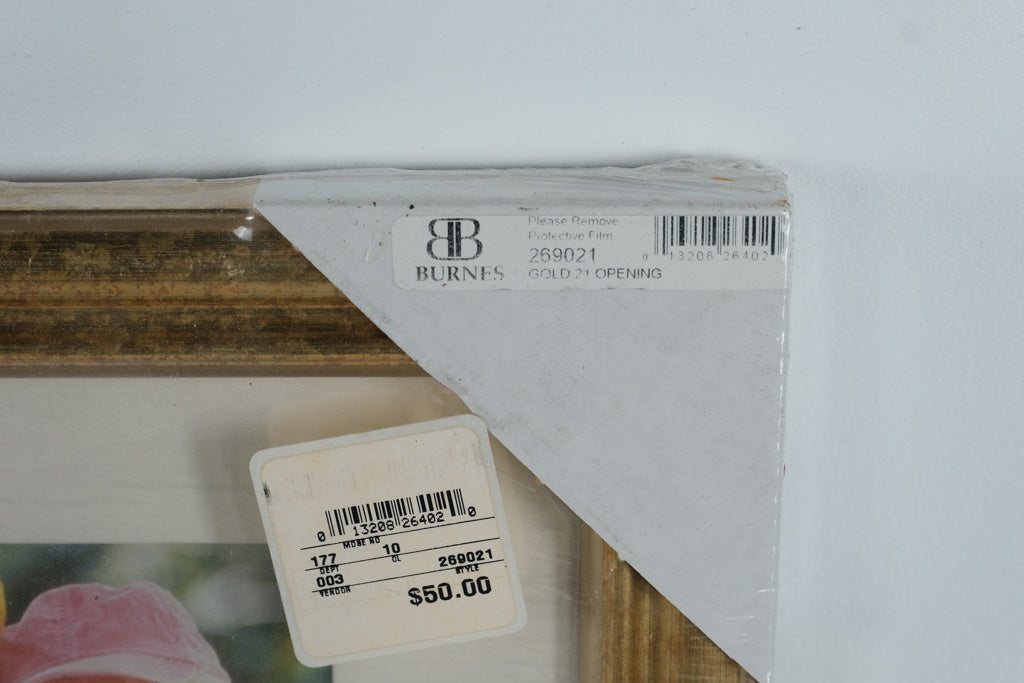 BB
BURNES
Please Remove
Protective Film
269021
GOLD 21 OPENING
0 13208 26402
0 13208 26402 0
MDSE NO
177 10 269021
DEPT CL STYLE
003
VENDOR
$50.00